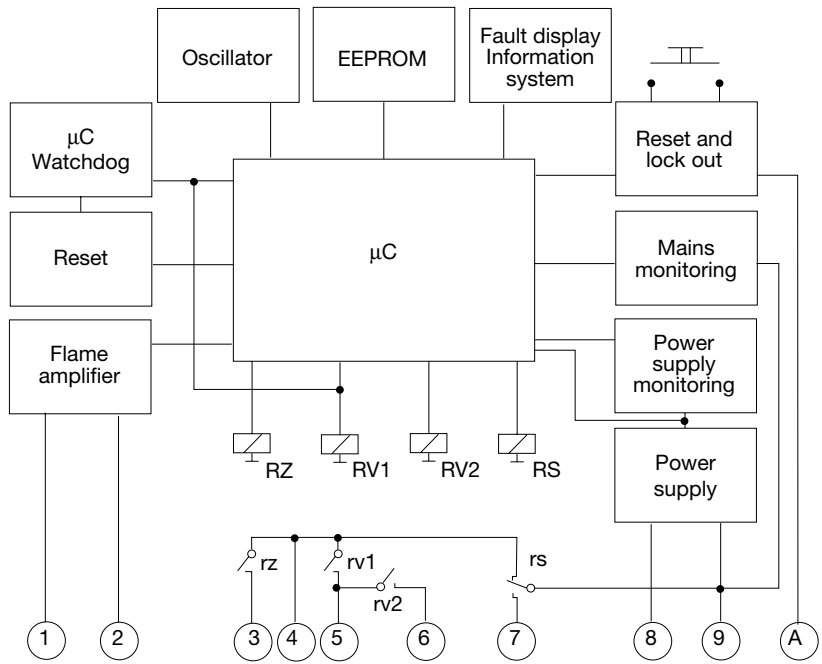 Oscillator
EEPROM
Fault display
Information
system
μC
Watchdog
Reset and
lock out
Reset
μC
Mains
monitoring
Flame
amplifier
Power
supply
monitoring
RZ
RV1
RV2
RS
Power
supply
rz
rv1
rv2
rs
1
2
3
4
5
6
7
8
9
A